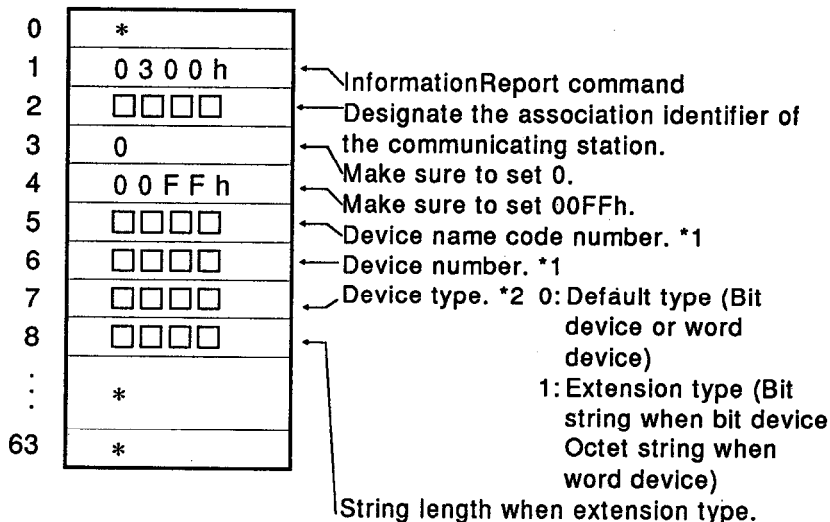 0 *
1 0300h InformationReport command
2 □□□□ Designate the association identifier of
the communicating station.
3 0 Make sure to set 0.
4 00FFh Make sure to set 00FFh.
5 □□□□ Device name code number. *1
6 □□□□ Device number. *1
7 □□□□ Device type. *2 0: Default type (Bit
device or word
device)
1: Extension type (Bit
string when bit device
Octet string when
word device)
8 □□□□ String length when extension type.
⋮ *
63 *